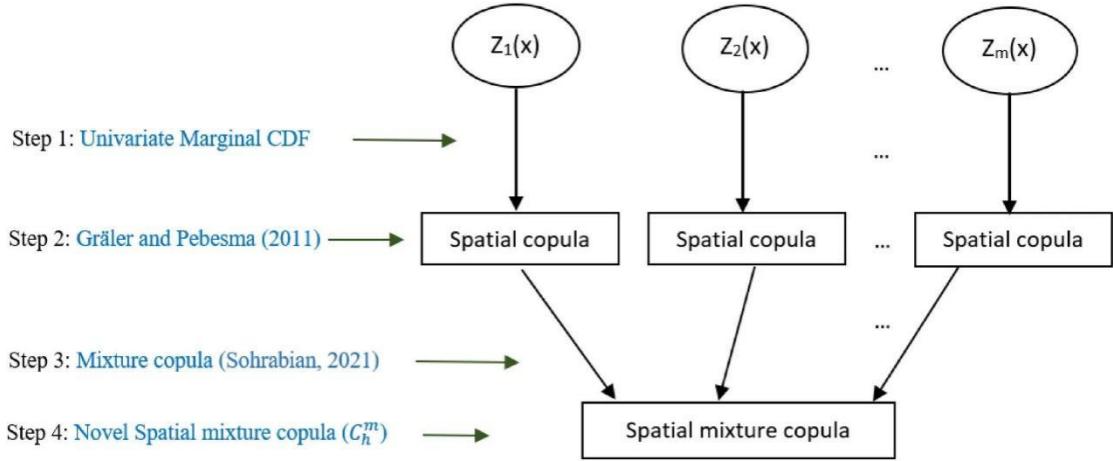 Z₁(x) Z₂(x) ... Zₘ(x)
Step 1: Univariate Marginal CDF ...
Step 2: Gräler and Pebesma (2011) Spatial copula Spatial copula ... Spatial copula
...
Step 3: Mixture copula (Sohrabian, 2021)
Step 4: Novel Spatial mixture copula (Cₕᵐ) Spatial mixture copula